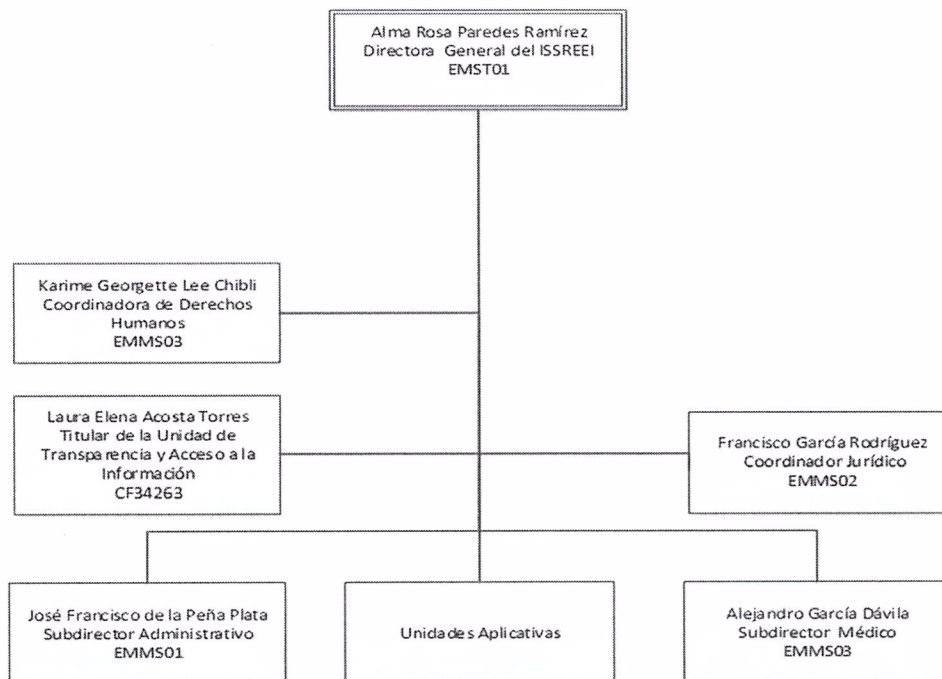 Alma Rosa Paredes Ramírez
Directora General del ISSREEI
EMST01
Karime Georgette Lee Chibli
Coordinadora de Derechos
Humanos
EMMS03
Laura Elena Acosta Torres
Titular de la Unidad de
Transparencia y Acceso a la
Información
CF34263
Francisco García Rodríguez
Coordinador Jurídico
EMMS02
José Francisco de la Peña Plata
Subdirector Administrativo
EMMS01
Unidades Aplicativas
Alejandro García Dávila
Subdirector Médico
EMMS03